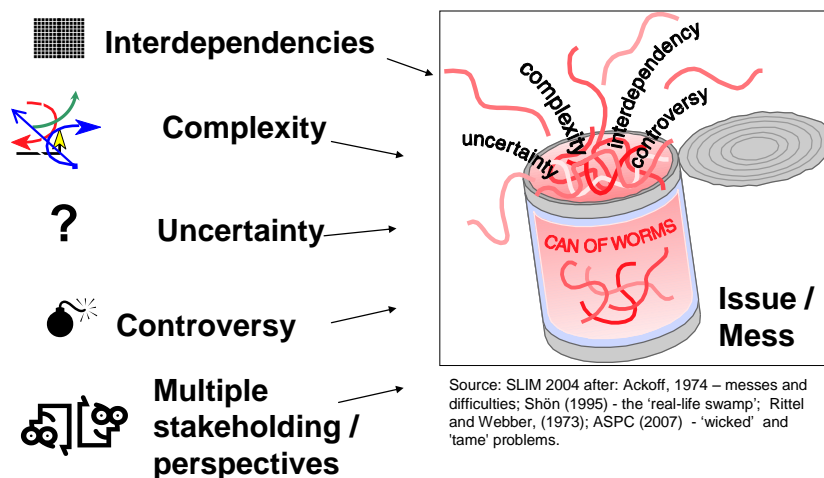 Interdependencies
Complexity
?
Uncertainty
Controversy
Multiple
stakeholding /
perspectives
uncertainty
complexity
interdependency
controversy
CAN OF WORMS
Issue /
Mess
Source: SLIM 2004 after: Ackoff, 1974 – messes and
difficulties; Shön (1995) - the ‘real-life swamp’;  Rittel
and Webber, (1973); ASPC (2007)  - ‘wicked’  and
'tame' problems.